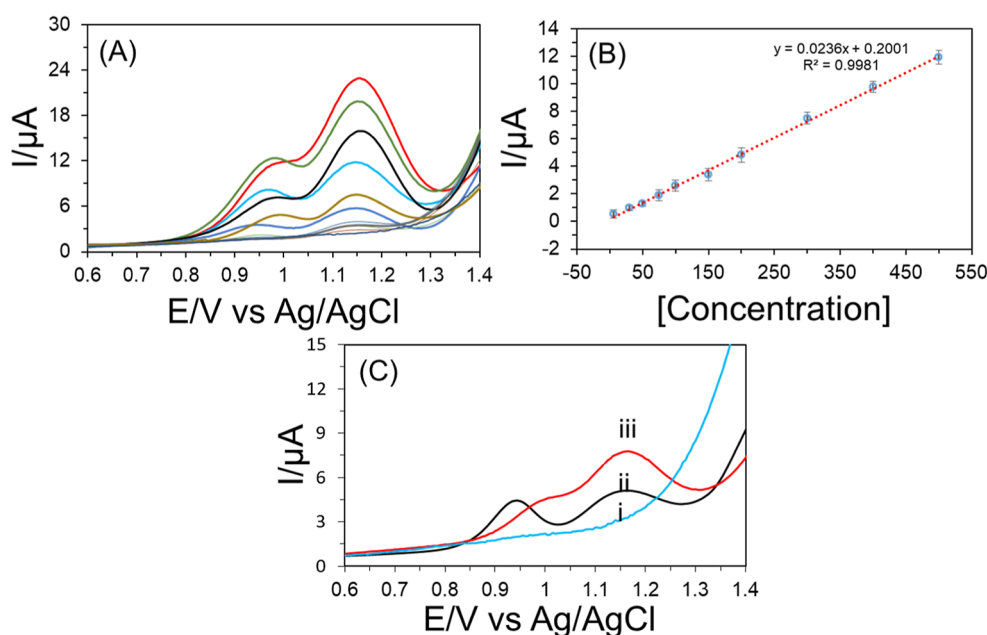 (A)
I/µA
30
24
18
12
6
0
0.6 0.7 0.8 0.9 1 1.1 1.2 1.3 1.4
E/V vs Ag/AgCl
(B)
y = 0.0236x + 0.2001
R² = 0.9981
I/µA
14
12
10
8
6
4
2
0
-2
-50 50 150 250 350 450 550
[Concentration]
(C)
I/µA
15
12
9
6
3
0
iii
ii
i
0.6 0.7 0.8 0.9 1 1.1 1.2 1.3 1.4
E/V vs Ag/AgCl